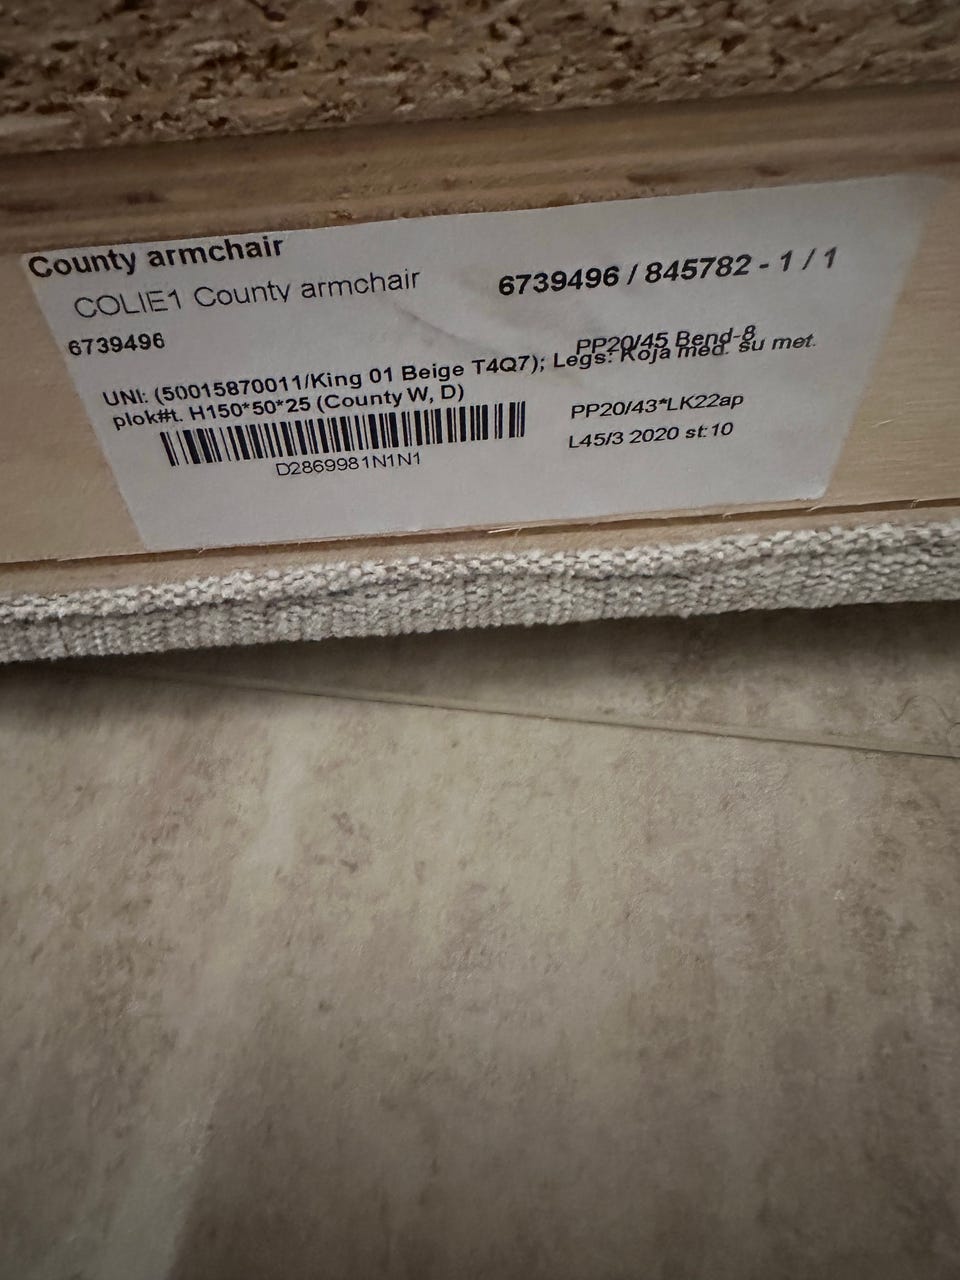 County armchair
COLIE1 County armchair
6739496 / 845782 - 1 / 1
6739496
PP20/45 Bend-8
UNI: (50015870011/King 01 Beige T4Q7); Legs: Koja med. su met.
plok#t. H150*50*25 (County W, D)
PP20/43*LK22ap
L45/3 2020 st:10
D2869981N1N1